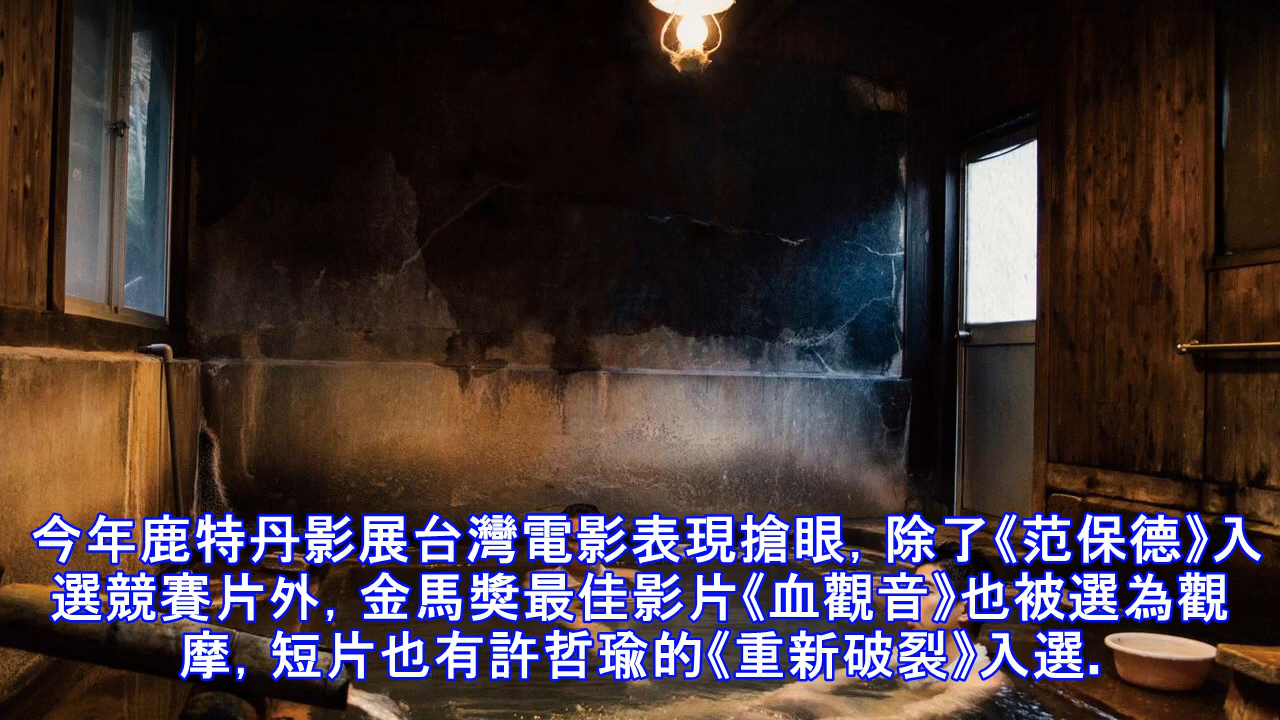 今年鹿特丹影展台灣電影表現搶眼, 除了《范保德》入
選競賽片外, 金馬獎最佳影片《血觀音》也被選為觀
摩, 短片也有許哲瑜的《重新破裂》入選.